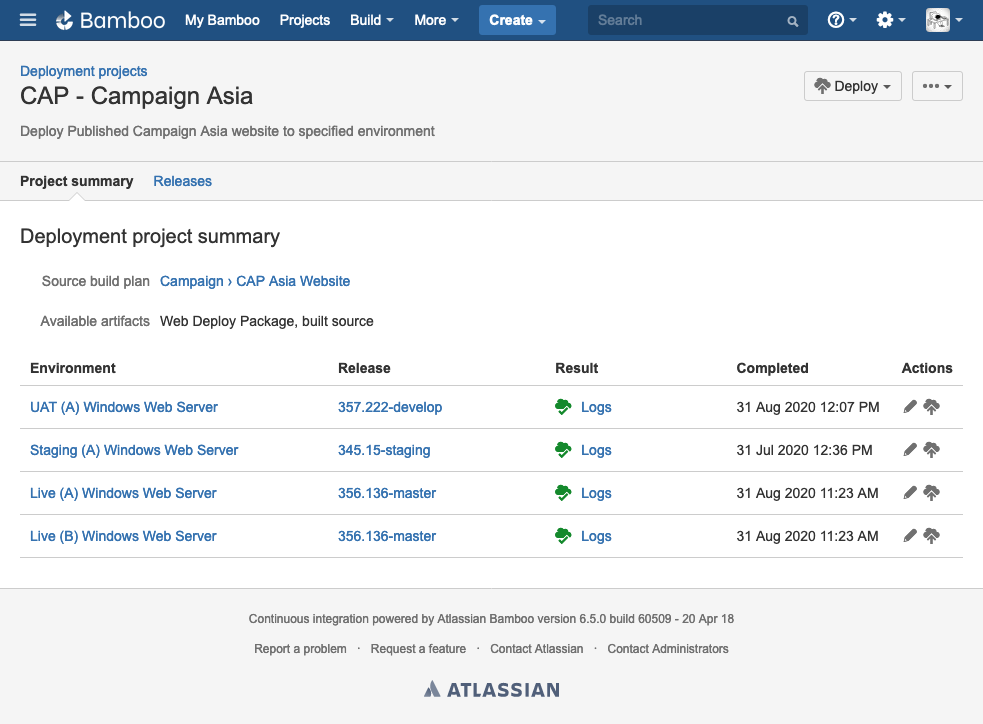 Bamboo My Bamboo Projects Build More Create Search
Deployment projects
CAP - Campaign Asia
Deploy
Deploy Published Campaign Asia website to specified environment
Project summary Releases
Deployment project summary
Source build plan Campaign › CAP Asia Website
Available artifacts Web Deploy Package, built source
Environment Release Result Completed Actions
UAT (A) Windows Web Server 357.222-develop Logs 31 Aug 2020 12:07 PM
Staging (A) Windows Web Server 345.15-staging Logs 31 Jul 2020 12:36 PM
Live (A) Windows Web Server 356.136-master Logs 31 Aug 2020 11:23 AM
Live (B) Windows Web Server 356.136-master Logs 31 Aug 2020 11:23 AM
Continuous integration powered by Atlassian Bamboo version 6.5.0 build 60509 - 20 Apr 18
Report a problem · Request a feature · Contact Atlassian · Contact Administrators
ATLASSIAN